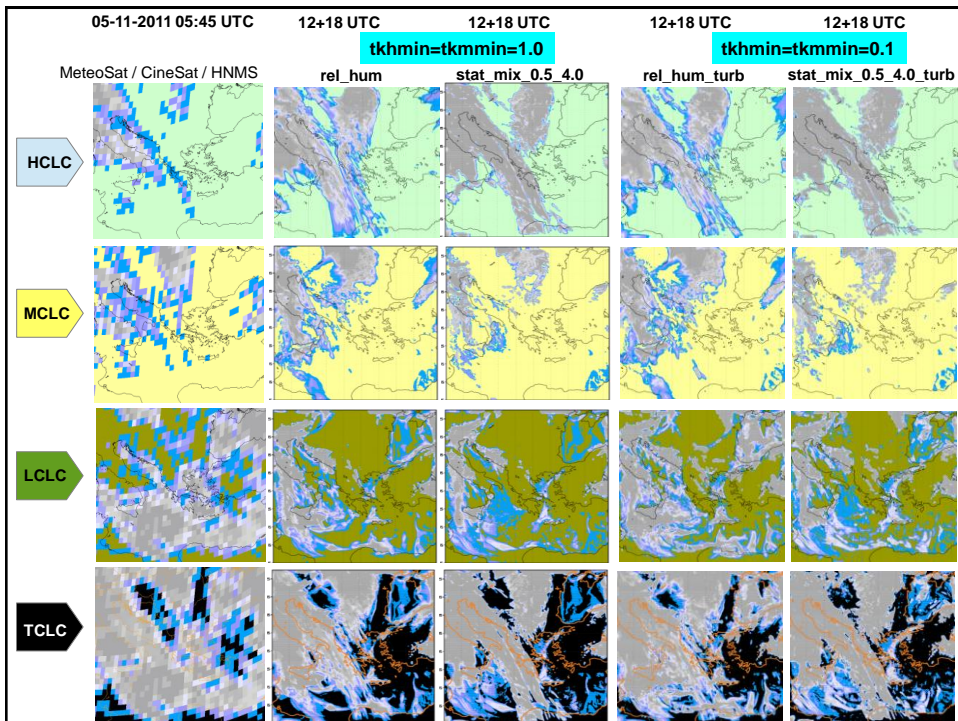 05-11-2011 05:45 UTC
12+18 UTC
12+18 UTC
12+18 UTC
12+18 UTC
tkhmin=tkmmin=1.0
tkhmin=tkmmin=0.1
MeteoSat / CineSat / HNMS
rel_hum
stat_mix_0.5_4.0
rel_hum_turb
stat_mix_0.5_4.0_turb
HCLC
MCLC
LCLC
TCLC